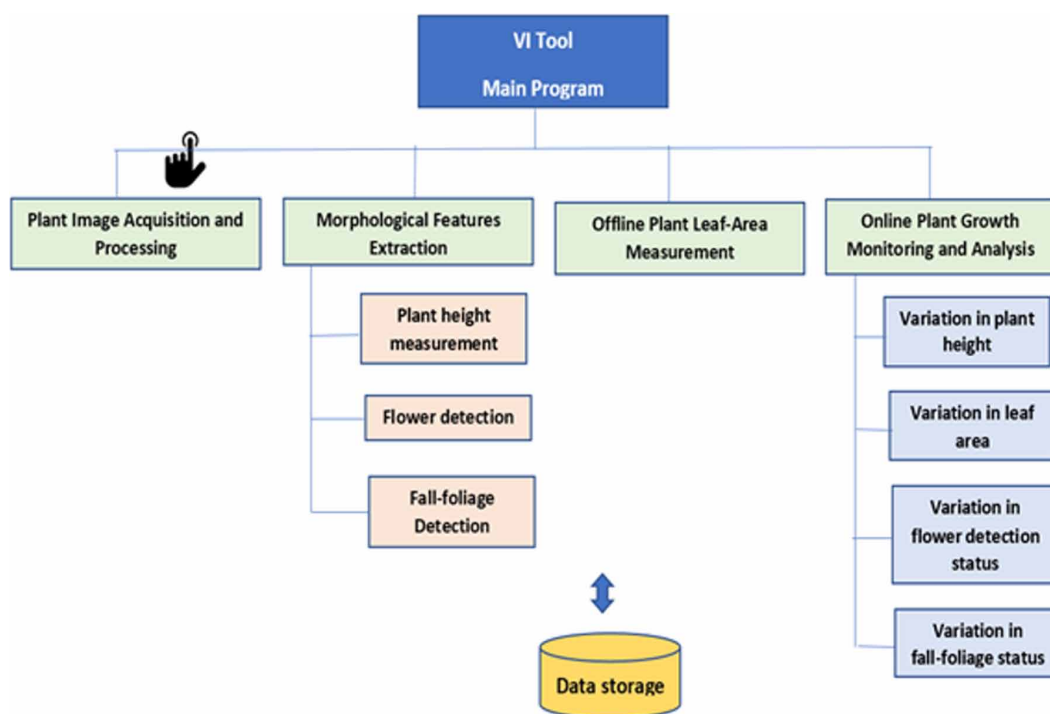 VI Tool
Main Program
Plant Image Acquisition and
Processing
Morphological Features
Extraction
Offline Plant Leaf-Area
Measurement
Online Plant Growth
Monitoring and Analysis
Plant height
measurement
Flower detection
Fall-foliage
Detection
Variation in plant
height
Variation in leaf
area
Variation in
flower detection
status
Variation in
fall-foliage status
Data storage